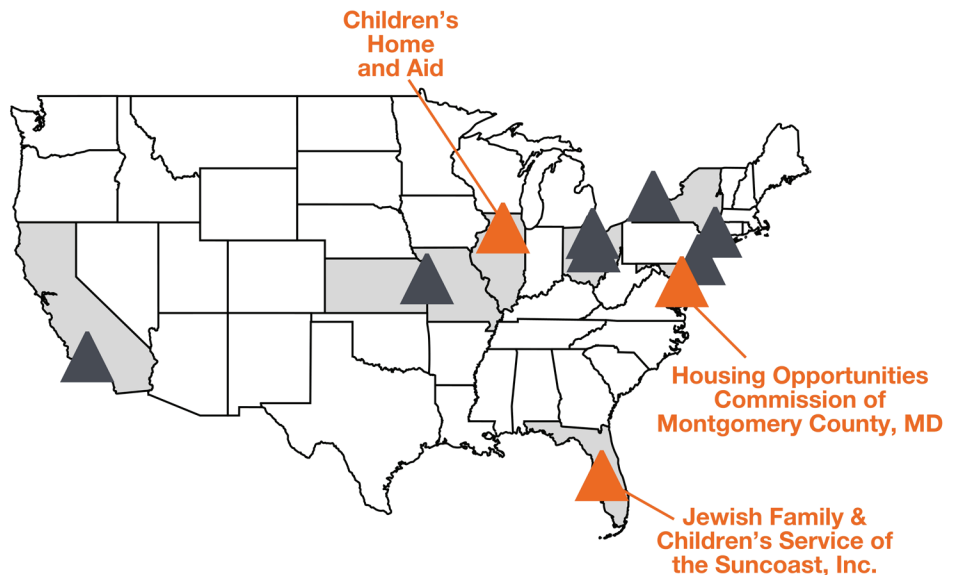 Children's
Home
and Aid
Housing Opportunities
Commission of
Montgomery County, MD
Jewish Family &
Children's Service of
the Suncoast, Inc.